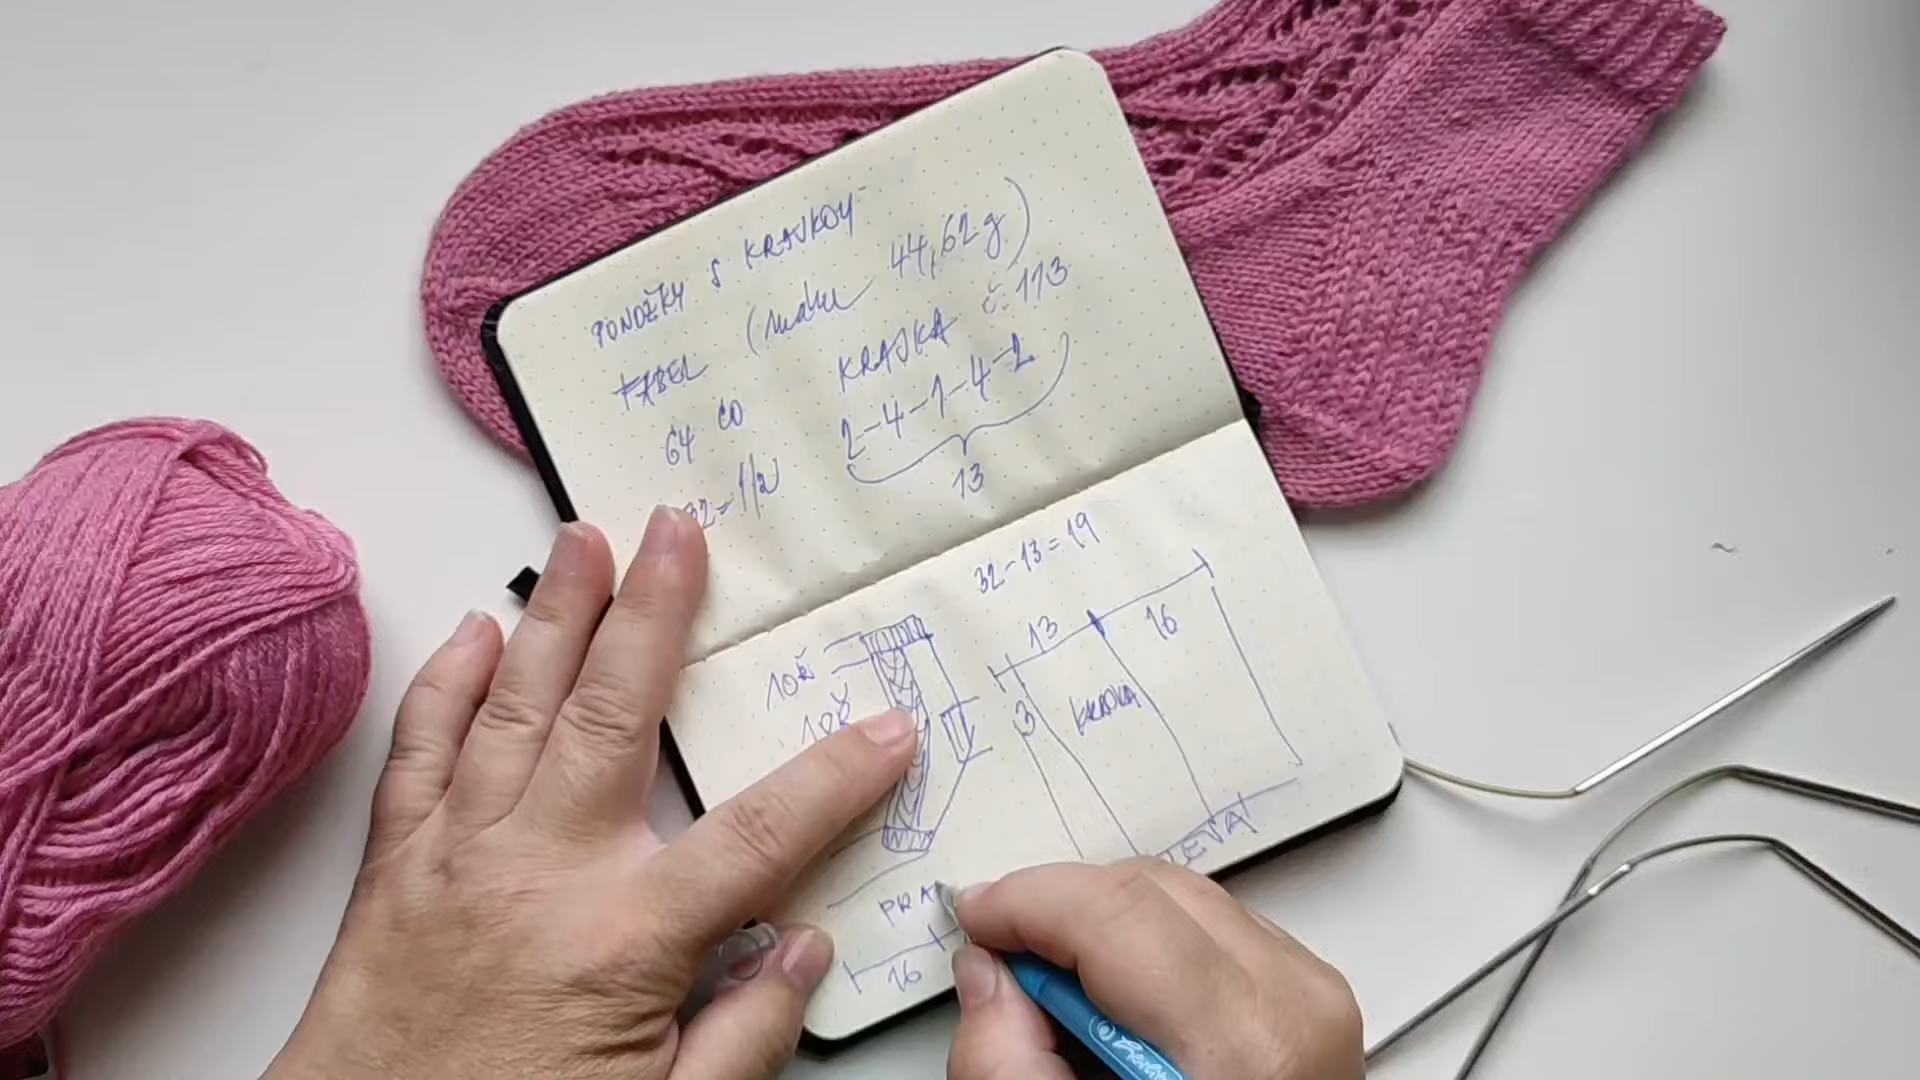 PONOŽKY S KRAJKOU
FABEL ( 44,62g)
64 CO
32=1/2
KRAJKA č. 113
2-4-1-4-2
13
32-13=19
10Ř
10Ř
13
16
3
KRAJKA
LEVÁ
PRA
16